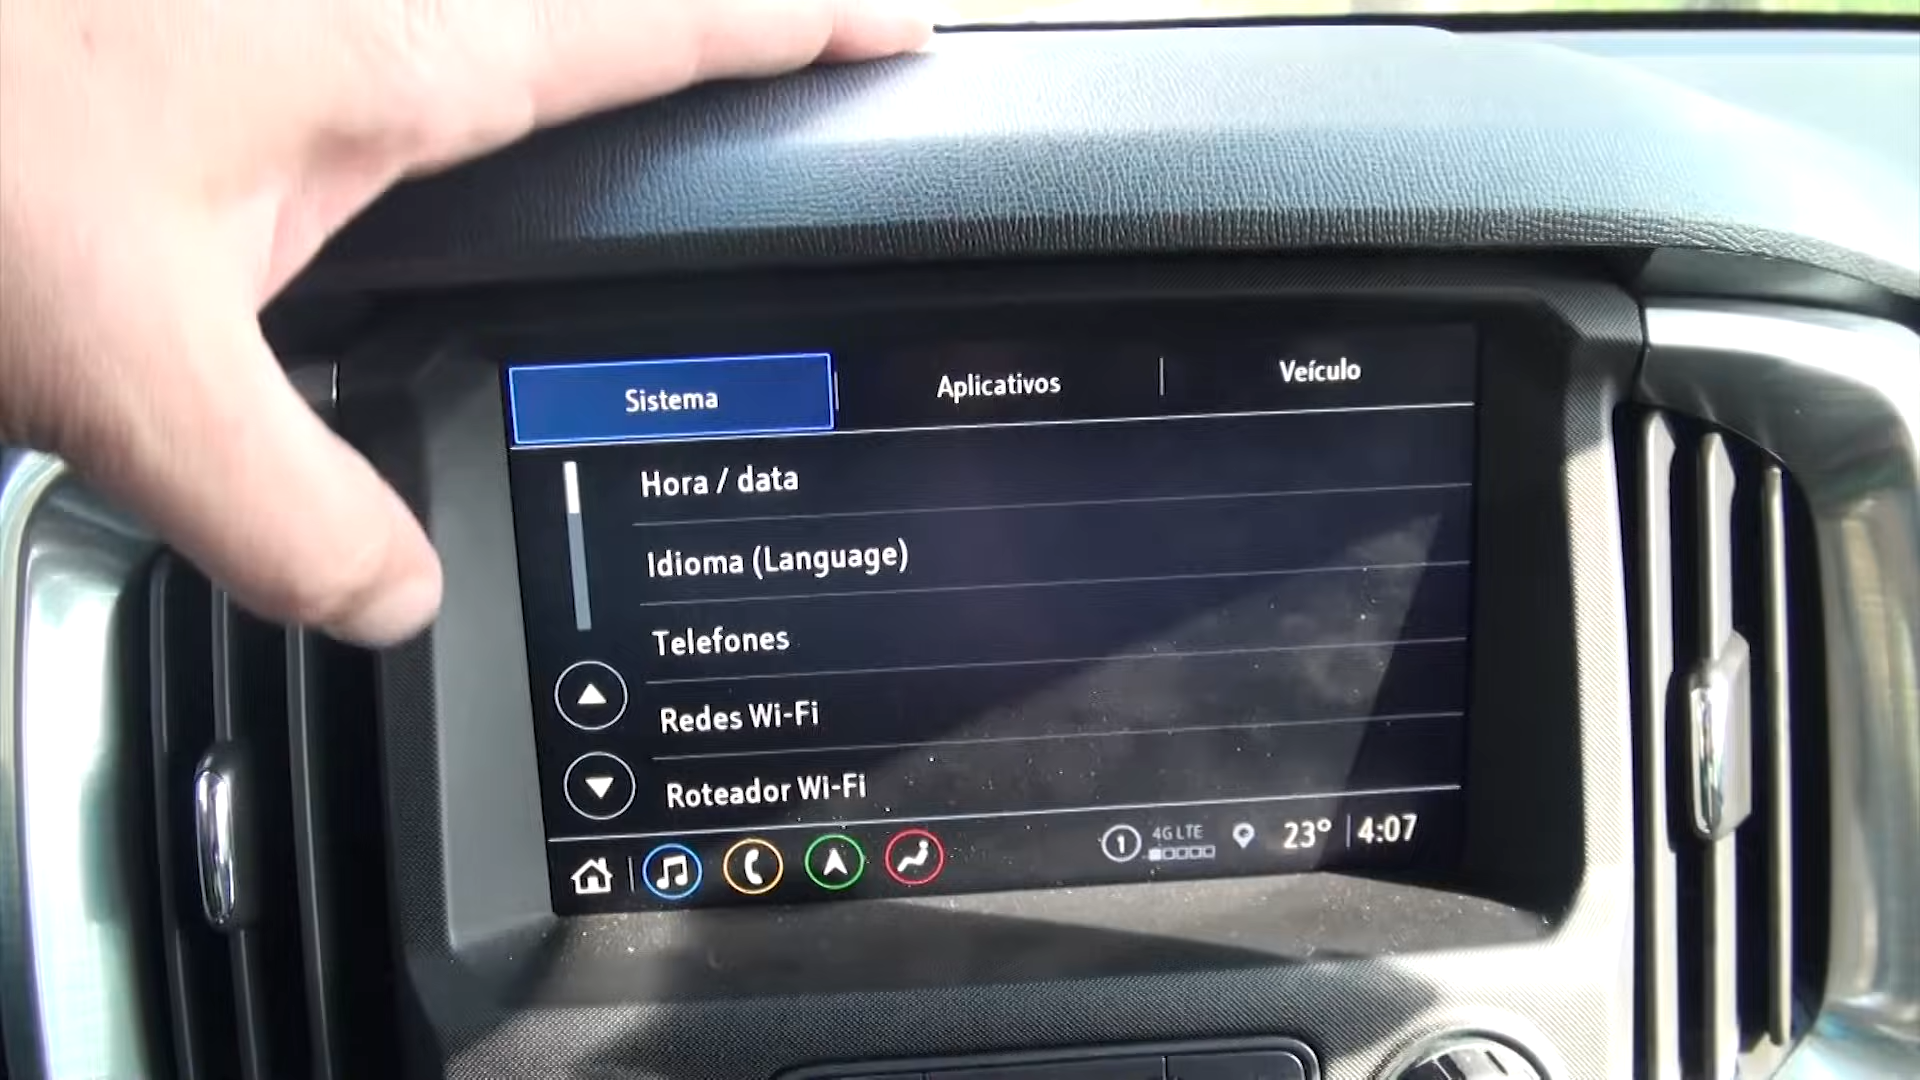 Sistema
Aplicativos
Veículo
Hora / data
Idioma (Language)
Telefones
Redes Wi-Fi
Roteador Wi-Fi
1
4G LTE
23°
4:07